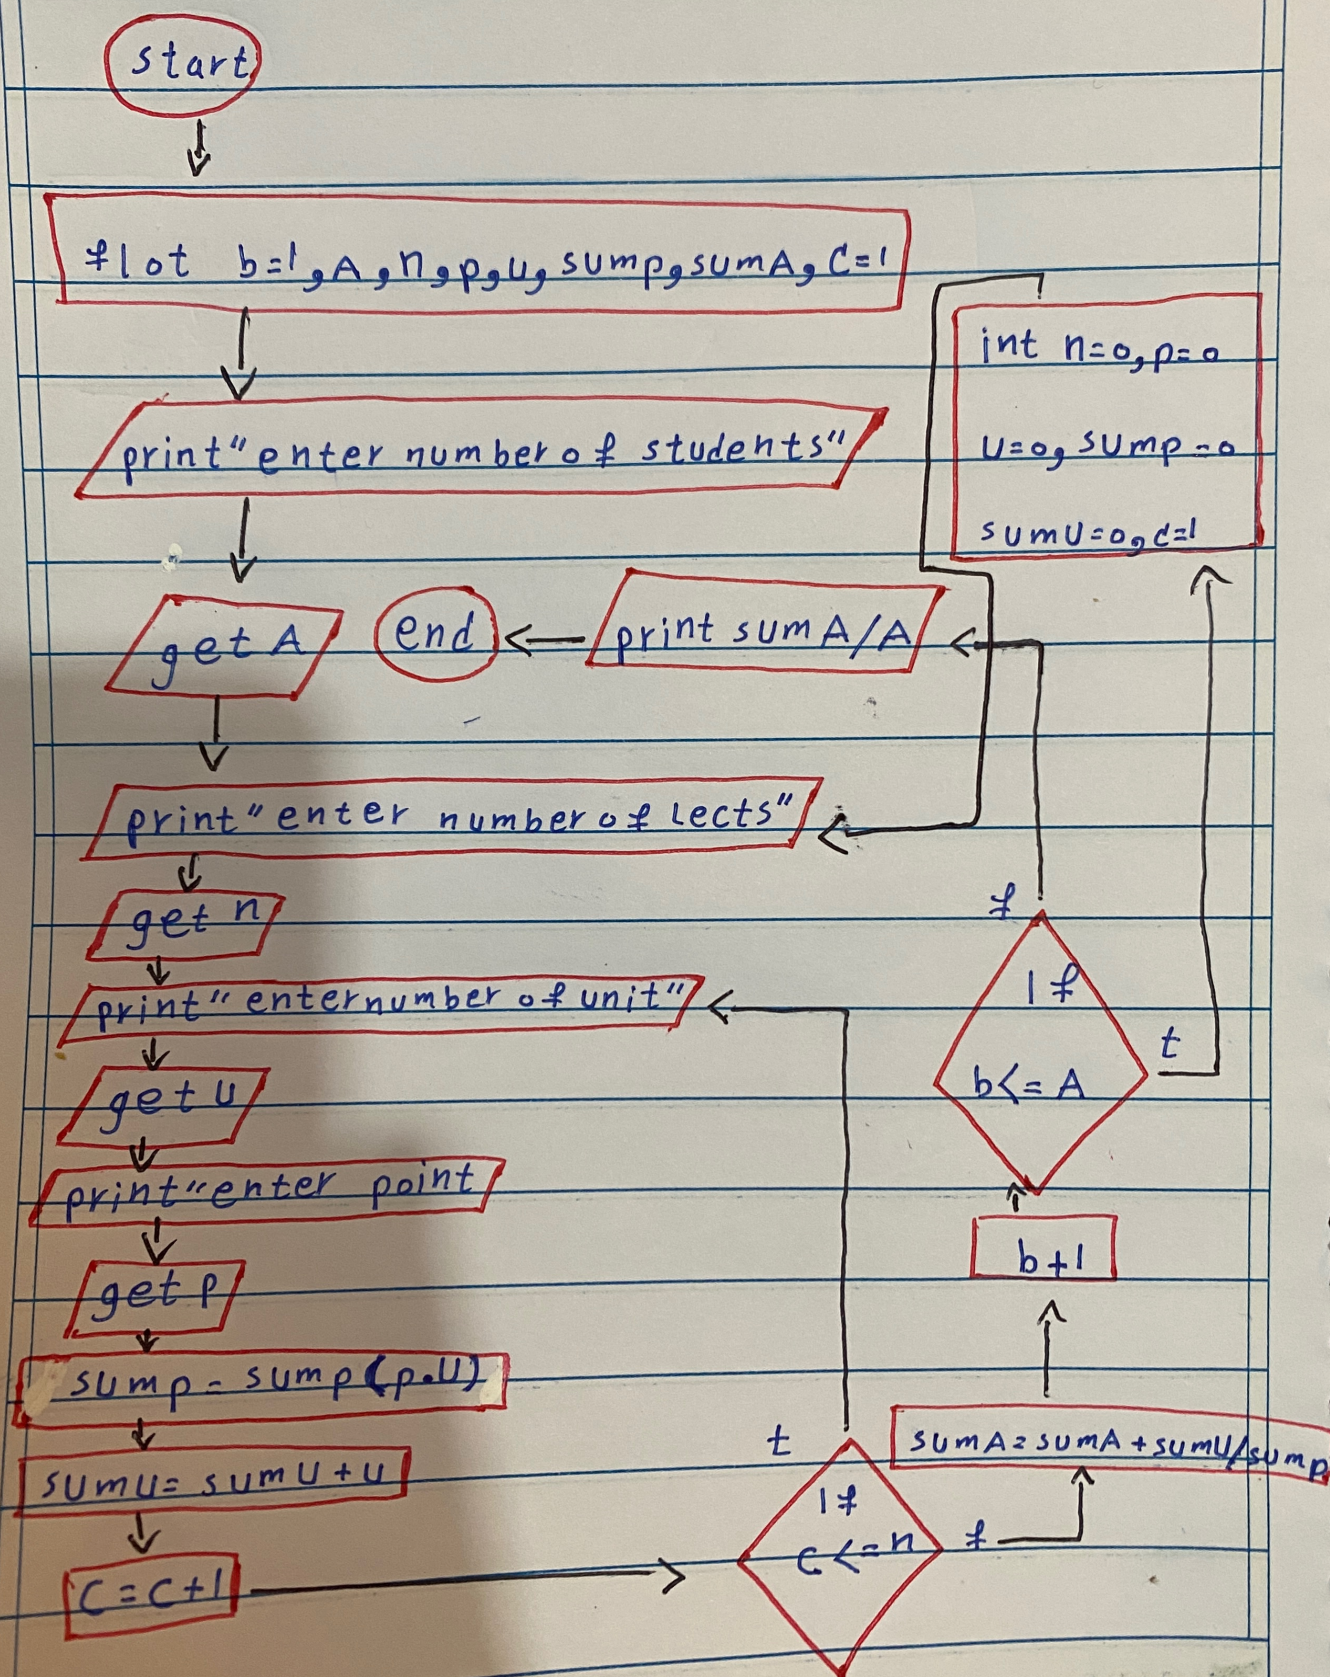 start
flot b=1,A,n,p,u,sump,sumA,C=1
print"enter number of students"
get A
print"enter number of lects"
get n
print"enter number of unit"
get u
print"enter point
get p
sump=sump(p.u)
sumu=sumu+u
C=C+1
If
c<=n
t
f
sumA=sumA+sumU/sump
b+1
If
b<=A
t
f
int n=0,p=0
u=0,sump=0
sumu=0,c=1
print sumA/A
end